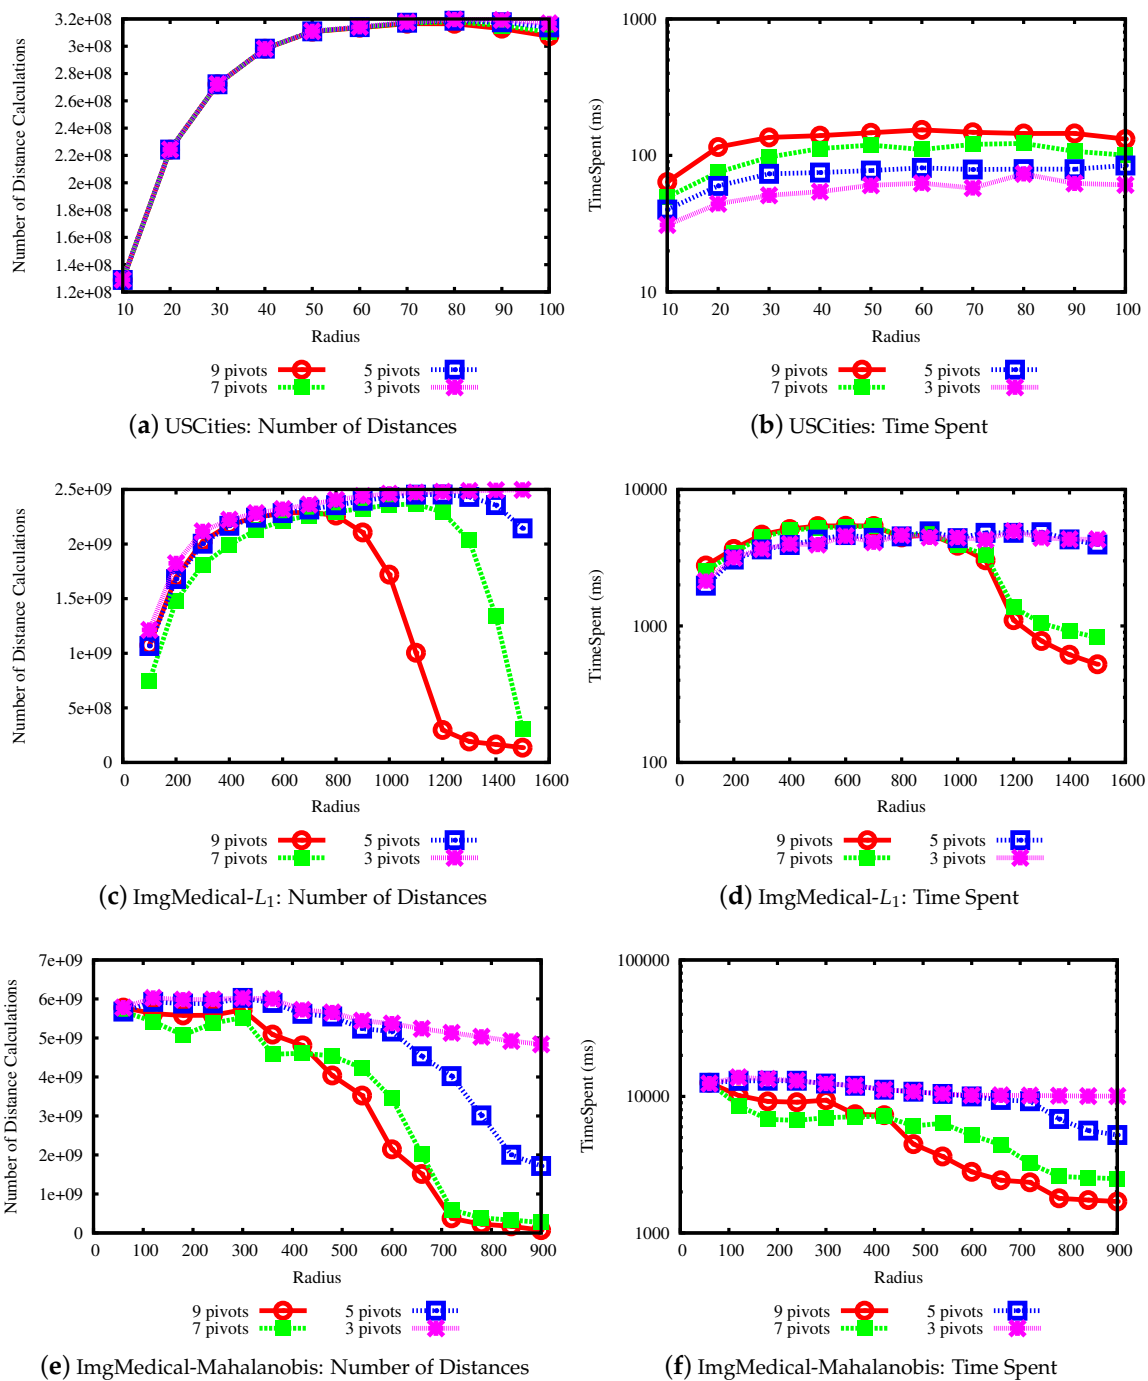 Number of Distance Calculations
3.2e+08
3e+08
2.8e+08
2.6e+08
2.4e+08
2.2e+08
2e+08
1.8e+08
1.6e+08
1.4e+08
1.2e+08
10 20 30 40 50 60 70 80 90 100
Radius
9 pivots 5 pivots
7 pivots 3 pivots
(a) USCities: Number of Distances
TimeSpent (ms)
1000
100
10
10 20 30 40 50 60 70 80 90 100
Radius
9 pivots 5 pivots
7 pivots 3 pivots
(b) USCities: Time Spent
Number of Distance Calculations
2.5e+09
2e+09
1.5e+09
1e+09
5e+08
0
0 200 400 600 800 1000 1200 1400 1600
Radius
9 pivots 5 pivots
7 pivots 3 pivots
(c) ImgMedical-L1: Number of Distances
TimeSpent (ms)
10000
1000
100
0 200 400 600 800 1000 1200 1400 1600
Radius
9 pivots 5 pivots
7 pivots 3 pivots
(d) ImgMedical-L1: Time Spent
Number of Distance Calculations
7e+09
6e+09
5e+09
4e+09
3e+09
2e+09
1e+09
0
0 100 200 300 400 500 600 700 800 900
Radius
9 pivots 5 pivots
7 pivots 3 pivots
(e) ImgMedical-Mahalanobis: Number of Distances
TimeSpent (ms)
100000
10000
1000
0 100 200 300 400 500 600 700 800 900
Radius
9 pivots 5 pivots
7 pivots 3 pivots
(f) ImgMedical-Mahalanobis: Time Spent